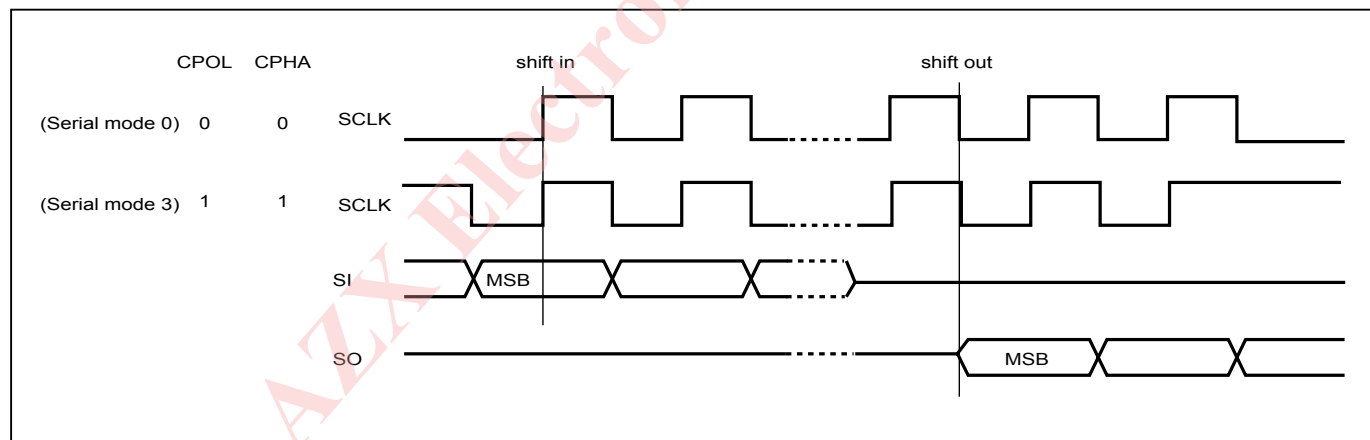 CPOL CPHA shift in shift out
(Serial mode 0) 0 0 SCLK
(Serial mode 3) 1 1 SCLK
SI MSB
SO MSB
AZX Electro